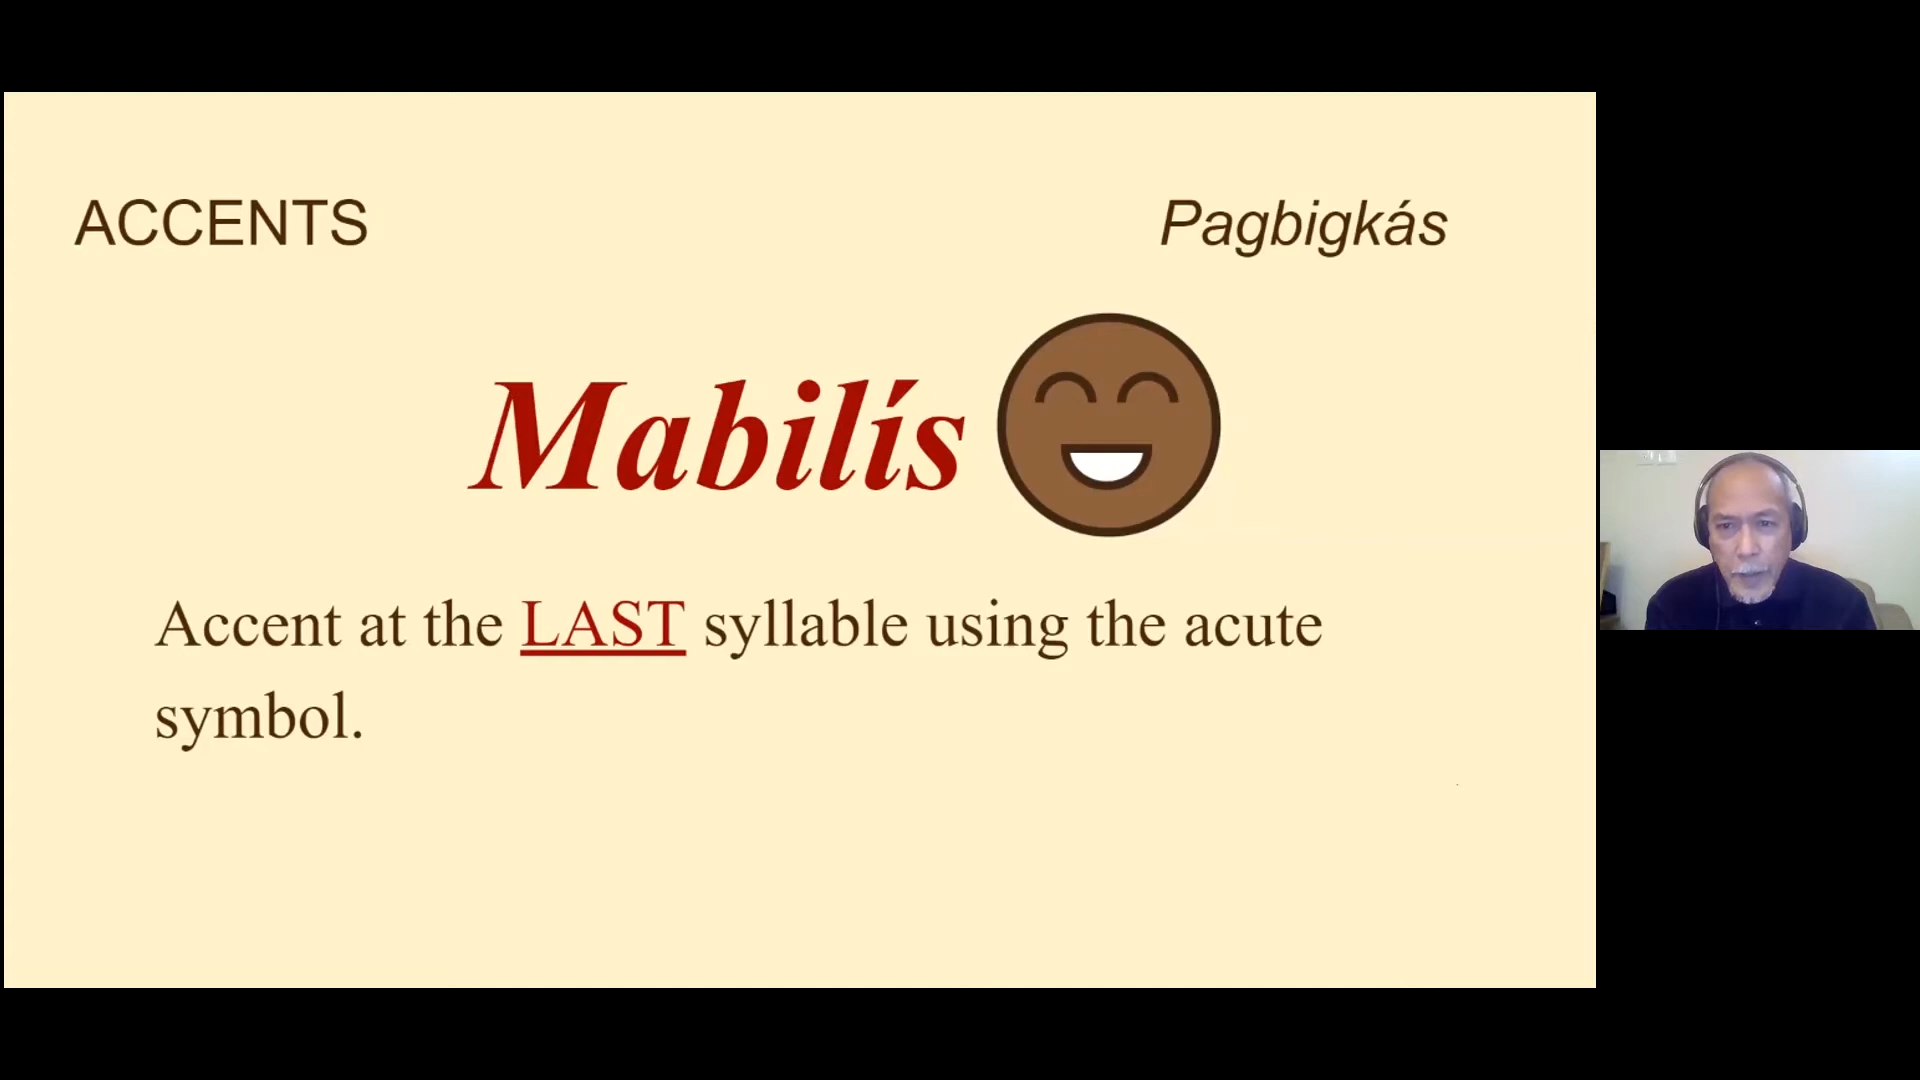 ACCENTS
Pagbigkás
Mabilís
Accent at the LAST syllable using the acute
symbol.